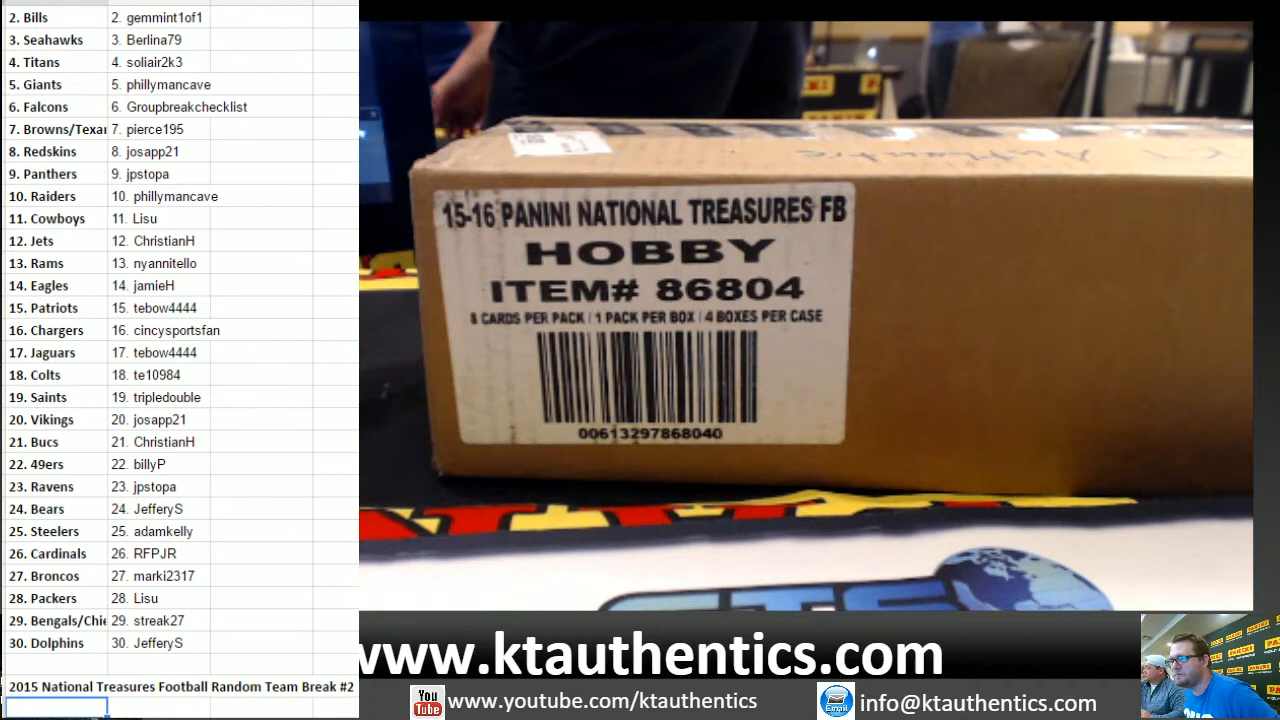 2. Bills 2. gemmint1of1
3. Seahawks 3. Berlina79
4. Titans 4. soliair2k3
5. Giants 5. phillymancave
6. Falcons 6. Groupbreakchecklist
7. Browns/Texa 7. pierce195
8. Redskins 8. josapp21
9. Panthers 9. jpstopa
10. Raiders 10. phillymancave
11. Cowboys 11. Lisu
12. Jets 12. ChristianH
13. Rams 13. nyannitello
14. Eagles 14. jamieH
15. Patriots 15. tebow4444
16. Chargers 16. cincysportsfan
17. Jaguars 17. tebow4444
18. Colts 18. te10984
19. Saints 19. tripledouble
20. Vikings 20. josapp21
21. Bucs 21. ChristianH
22. 49ers 22. billyP
23. Ravens 23. jpstopa
24. Bears 24. JefferyS
25. Steelers 25. adamkelly
26. Cardinals 26. RFPJR
27. Broncos 27. marki2317
28. Packers 28. Lisu
29. Bengals/Chie 29. streak27
30. Dolphins 30. JefferyS
2015 National Treasures Football Random Team Break #2
15-16 PANINI NATIONAL TREASURES FB
HOBBY
ITEM# 86804
8 CARDS PER PACK / 1 PACK PER BOX / 4 BOXES PER CASE
00613297868040
www.ktauthentics.com
You Tube www.youtube.com/ktauthentics
Email info@ktauthentics.com